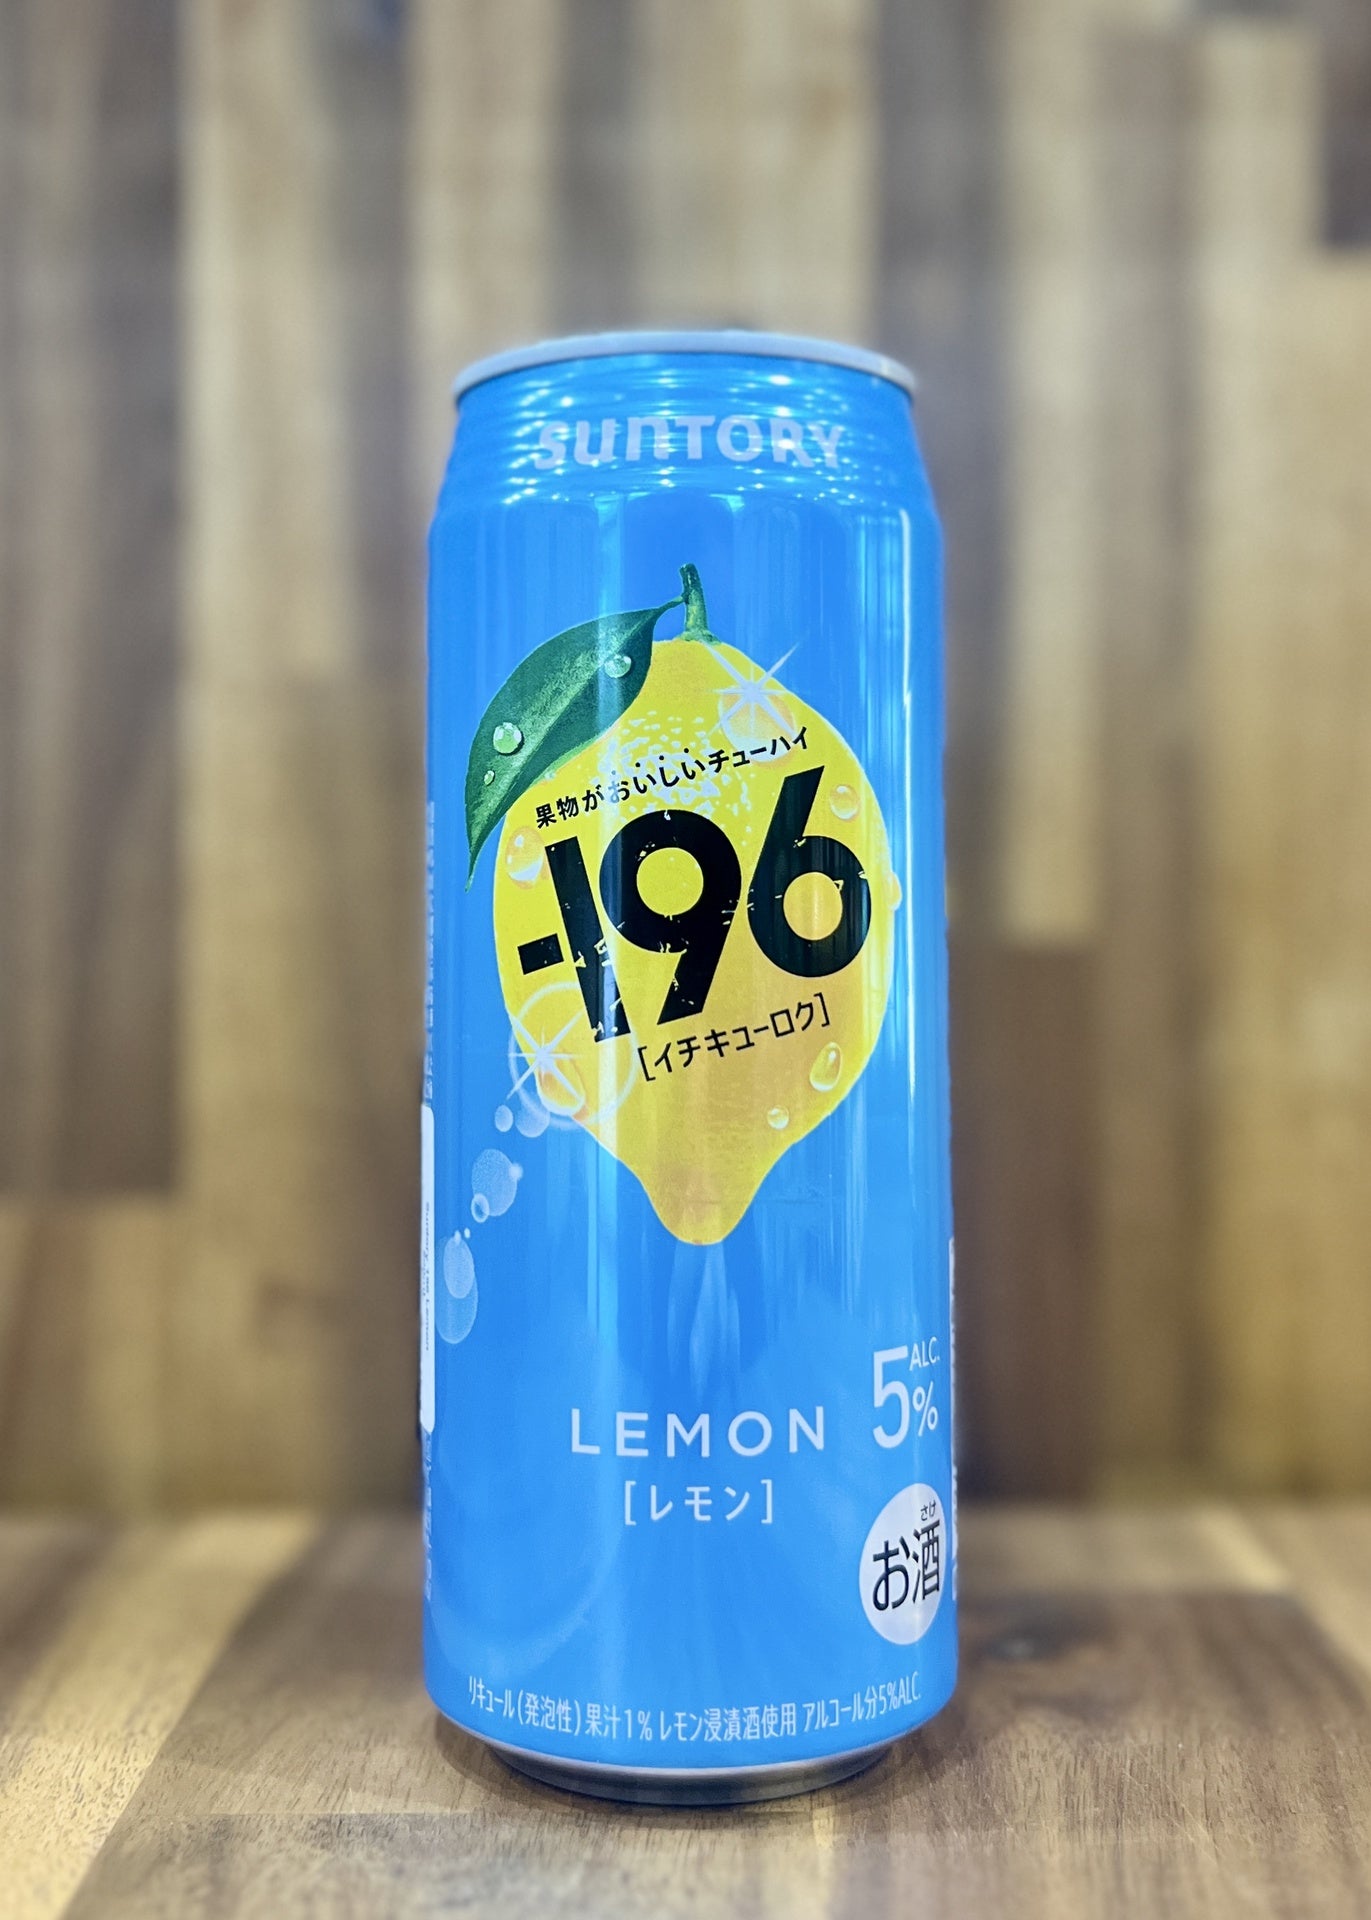 SUNTORY
果物がおいしいチューハイ
-196
[イチキューロク]
5% ALC.
LEMON
[レモン]
さけ
お酒
リキュール(発泡性)果汁1% レモン浸漬酒使用 アルコール分5%ALC.